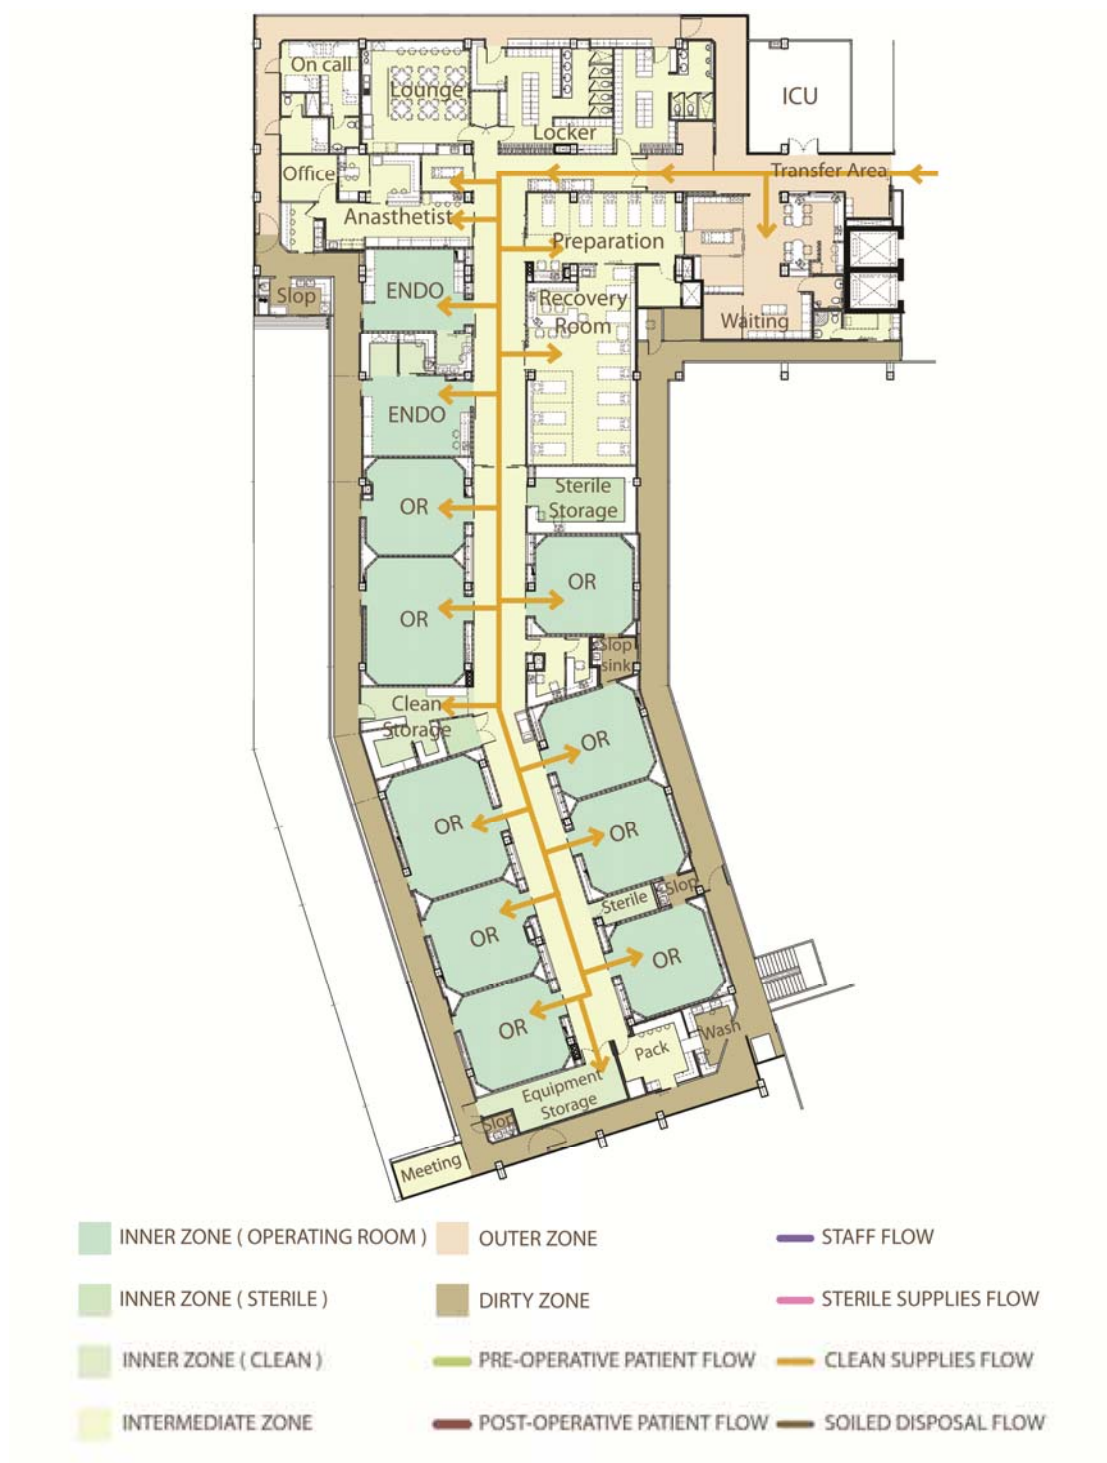 On call
Lounge
Locker
ICU
Office
Transfer Area
Anasthetist
Preparation
Slop
ENDO
Recovery
Room
Waiting
ENDO
OR
Sterile
Storage
OR
OR
Slop
sink
Clean
Storage
OR
OR
OR
Slop
Sterile
OR
OR
OR
Wash
Pack
Equipment
Storage
Slop
Meeting
INNER ZONE ( OPERATING ROOM )
OUTER ZONE
STAFF FLOW
INNER ZONE ( STERILE )
DIRTY ZONE
STERILE SUPPLIES FLOW
INNER ZONE ( CLEAN )
PRE-OPERATIVE PATIENT FLOW
CLEAN SUPPLIES FLOW
INTERMEDIATE ZONE
POST-OPERATIVE PATIENT FLOW
SOILED DISPOSAL FLOW